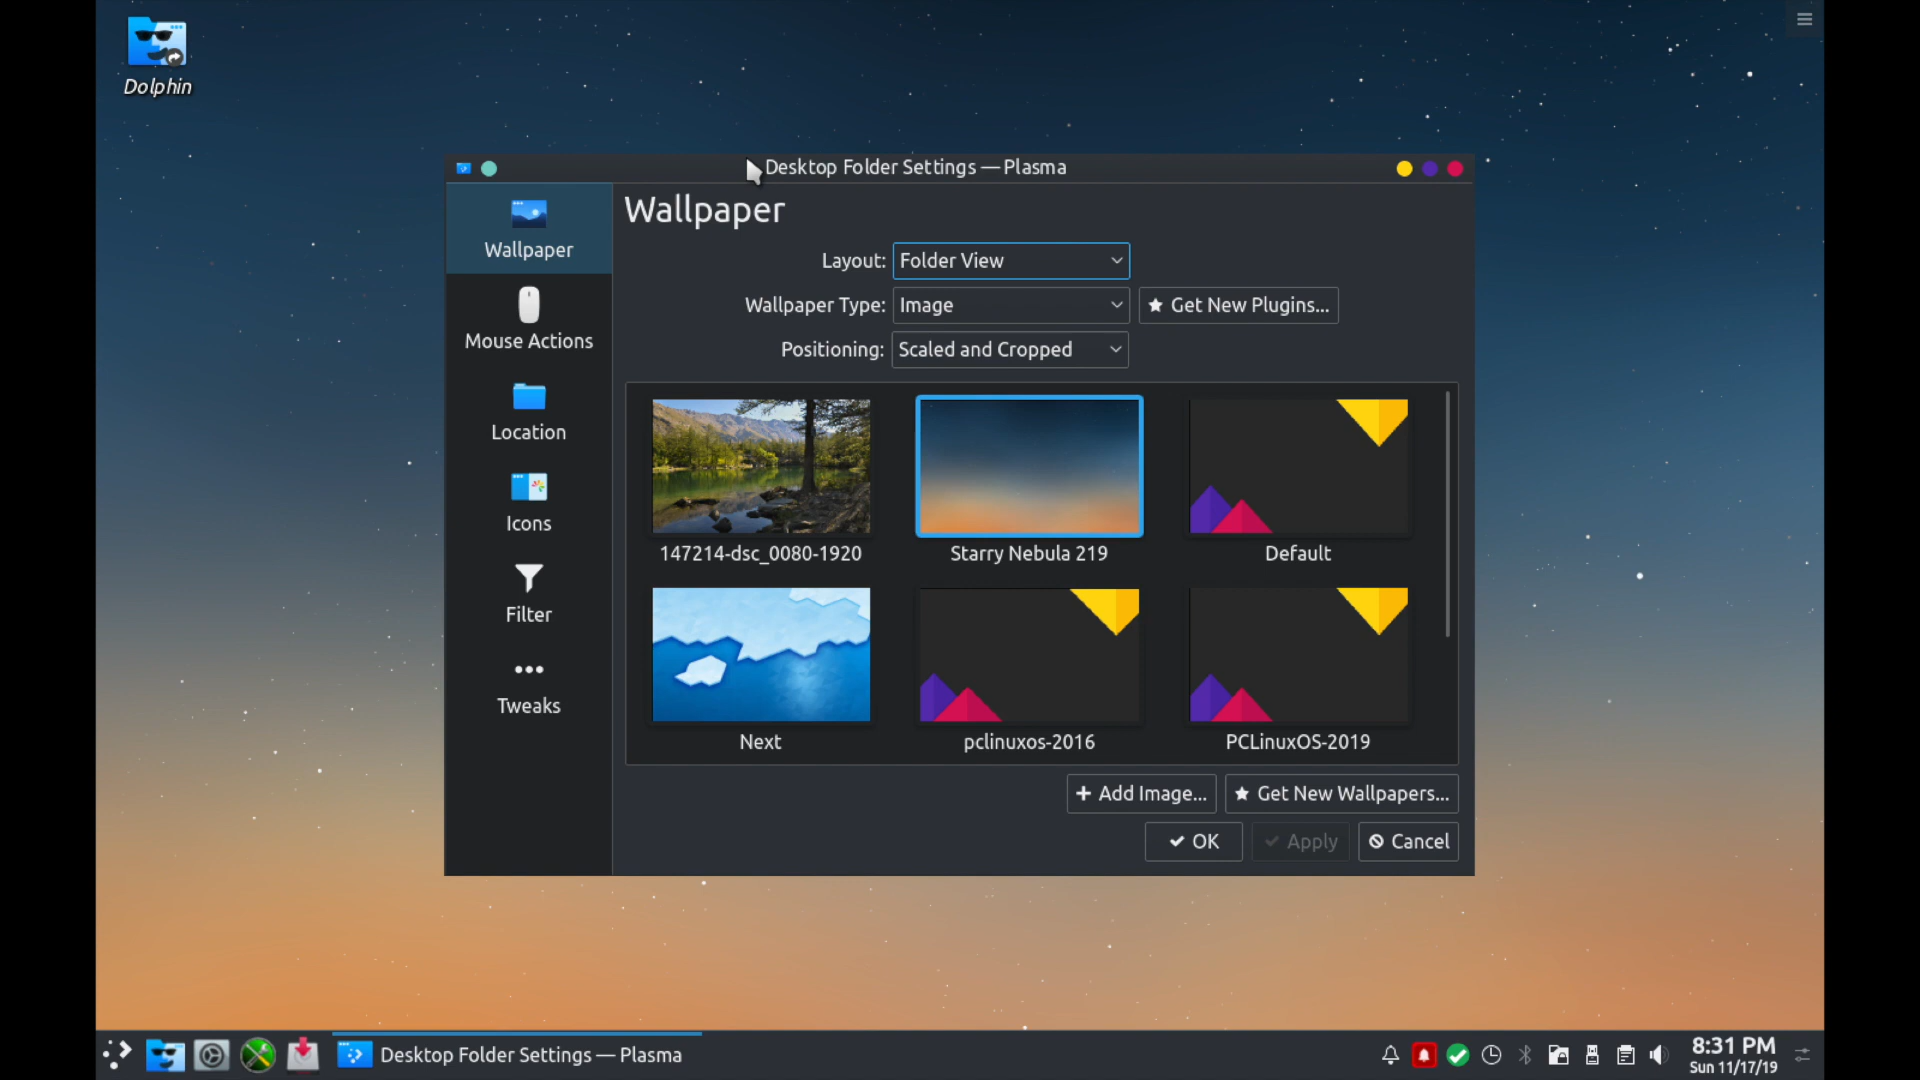 Dolphin
Desktop Folder Settings — Plasma
Wallpaper
Mouse Actions
Location
Icons
Filter
Tweaks
Wallpaper
Layout: Folder View
Wallpaper Type: Image Get New Plugins...
Positioning: Scaled and Cropped
147214-dsc_0080-1920 Starry Nebula 219 Default
Next pclinuxos-2016 PCLinuxOS-2019
Add Image... Get New Wallpapers...
OK Apply Cancel
Desktop Folder Settings — Plasma
8:31 PM
Sun 11/17/19